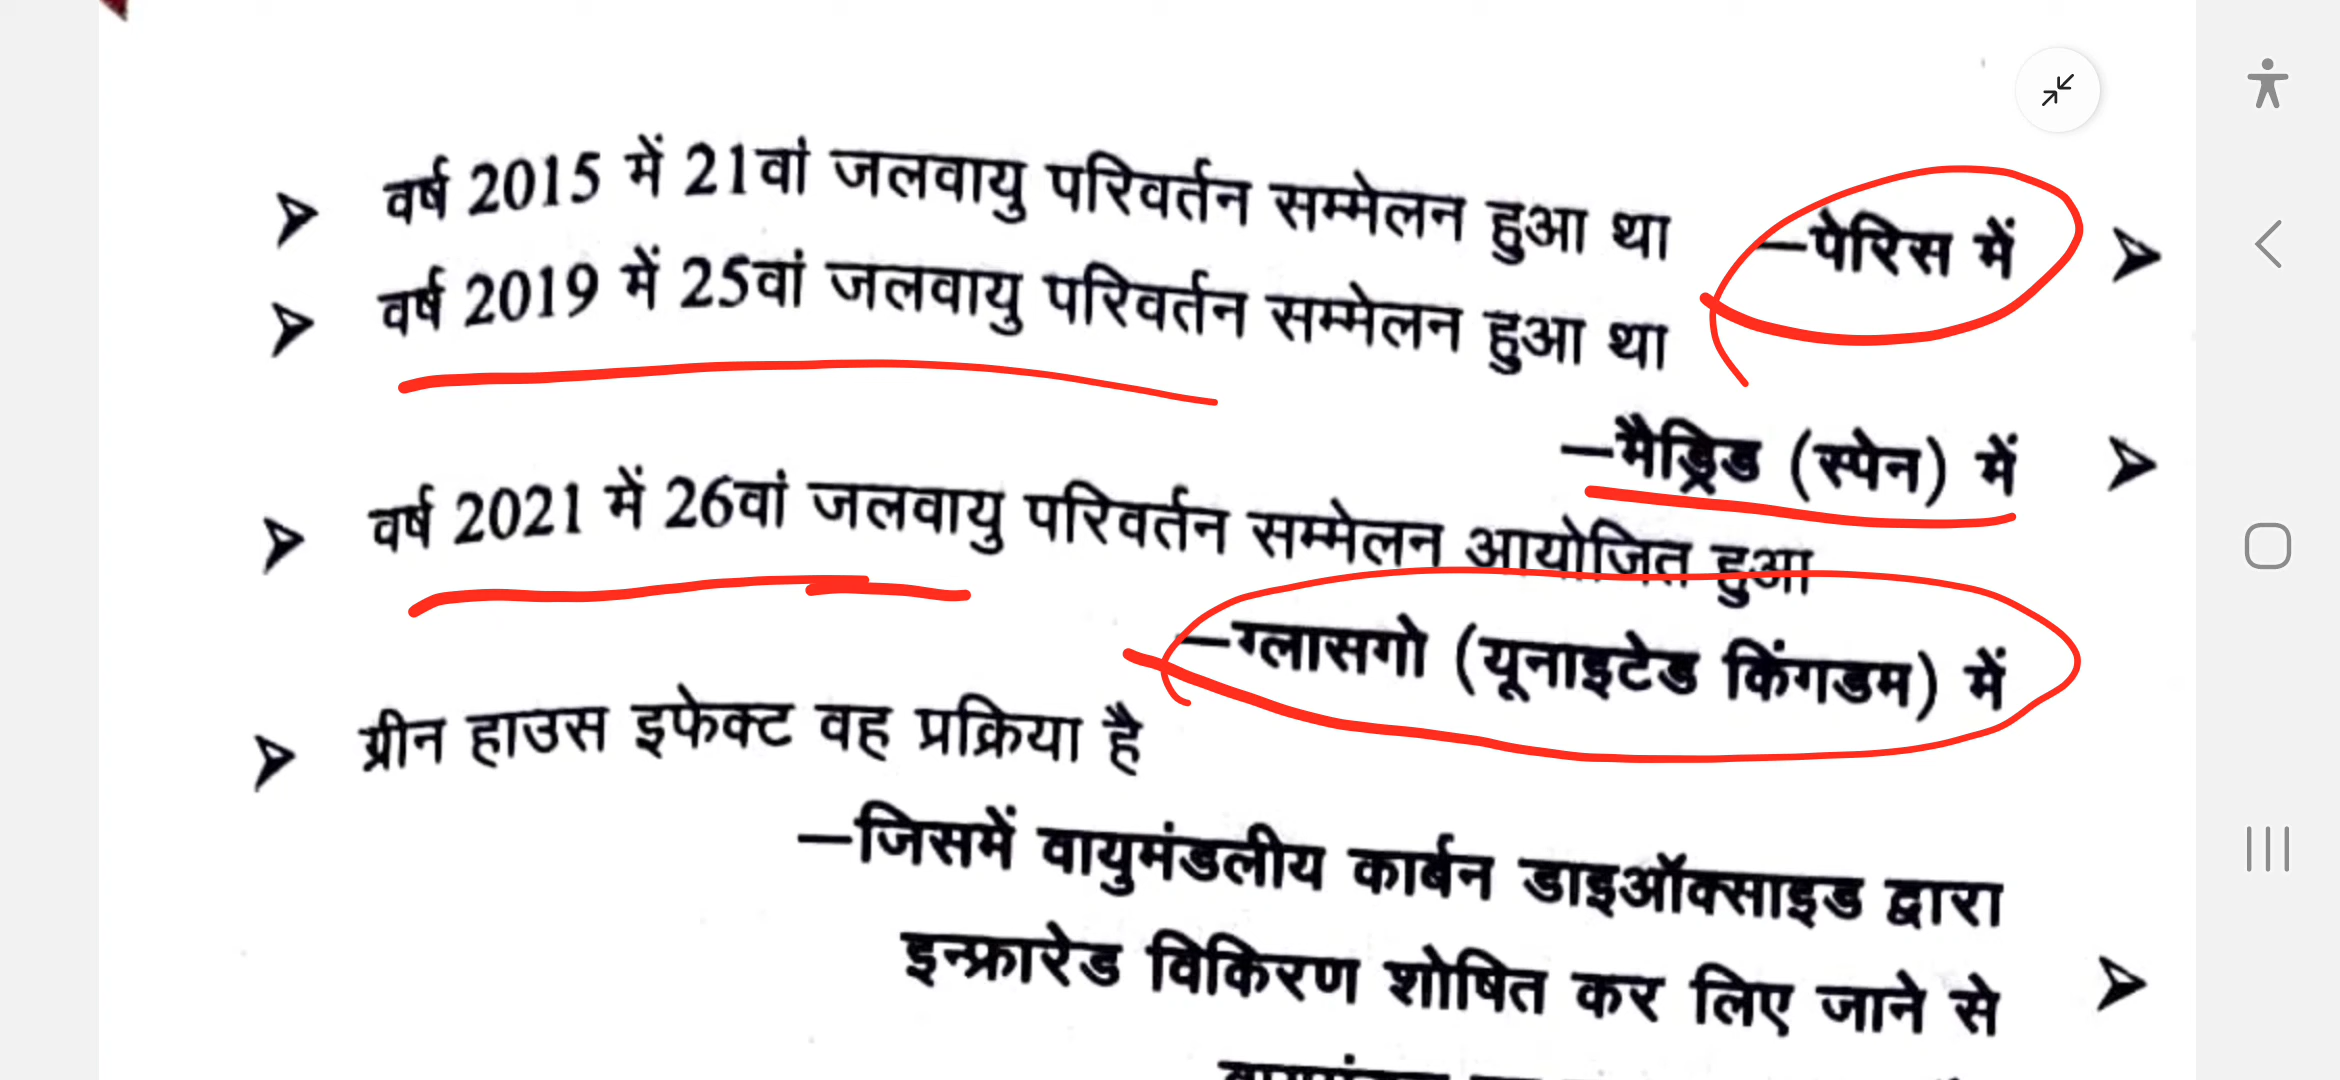 ➤ वर्ष 2015 में 21वां जलवायु परिवर्तन सम्मेलन हुआ था —पेरिस में
➤ वर्ष 2019 में 25वां जलवायु परिवर्तन सम्मेलन हुआ था
—मैड्रिड (स्पेन) में
➤ वर्ष 2021 में 26वां जलवायु परिवर्तन सम्मेलन आयोजित हुआ
—ग्लासगो (यूनाइटेड किंगडम) में
➤ ग्रीन हाउस इफेक्ट वह प्रक्रिया है
—जिसमें वायुमंडलीय कार्बन डाइऑक्साइड द्वारा
इन्फ्रारेड विकिरण शोषित कर लिए जाने से